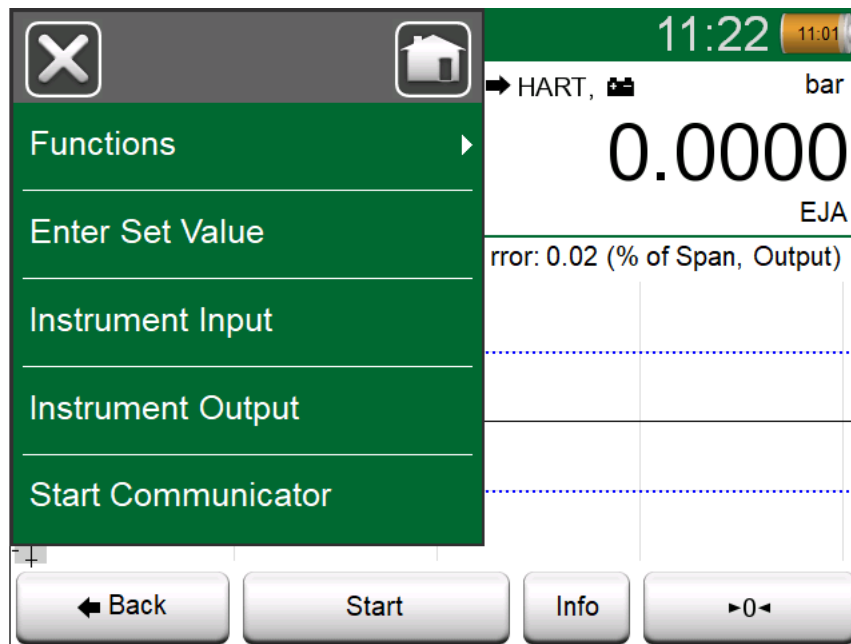 11:22
11:01
HART,
bar
0.0000
EJA
rror: 0.02 (% of Span, Output)
Functions
Enter Set Value
Instrument Input
Instrument Output
Start Communicator
Back
Start
Info
►0◄